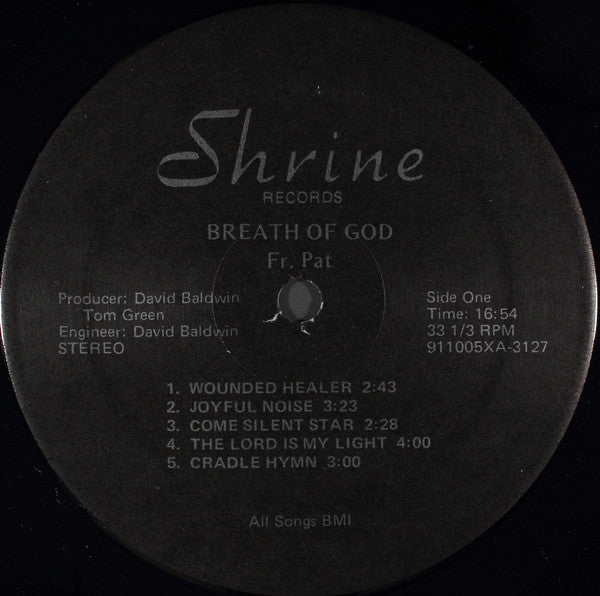 Shrine
RECORDS
BREATH OF GOD
Fr. Pat
Producer: David Baldwin
Tom Green
Engineer: David Baldwin
STEREO
Side One
Time: 16:54
33 1/3 RPM
911005XA-3127
1. WOUNDED HEALER 2:43
2. JOYFUL NOISE 3:23
3. COME SILENT STAR 2:28
4. THE LORD IS MY LIGHT 4:00
5. CRADLE HYMN 3:00
All Songs BMI